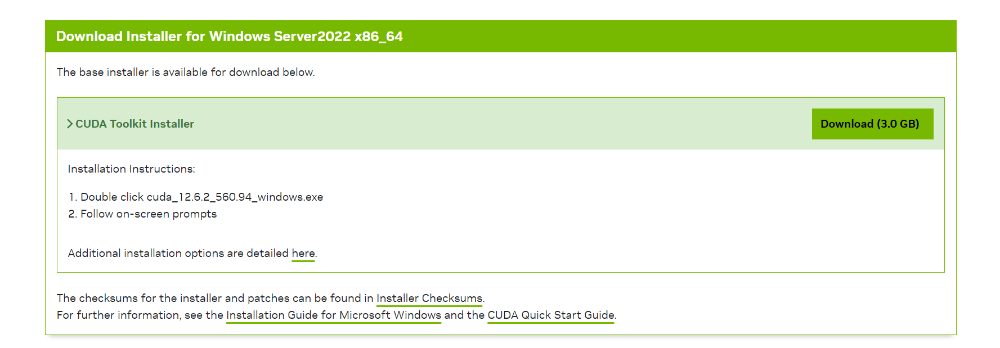 Download Installer for Windows Server2022 x86_64
The base installer is available for download below.
CUDA Toolkit Installer
Download (3.0 GB)
Installation Instructions:
1. Double click cuda_12.6.2_560.94_windows.exe
2. Follow on-screen prompts
Additional installation options are detailed here.
The checksums for the installer and patches can be found in Installer Checksums.
For further information, see the Installation Guide for Microsoft Windows and the CUDA Quick Start Guide.